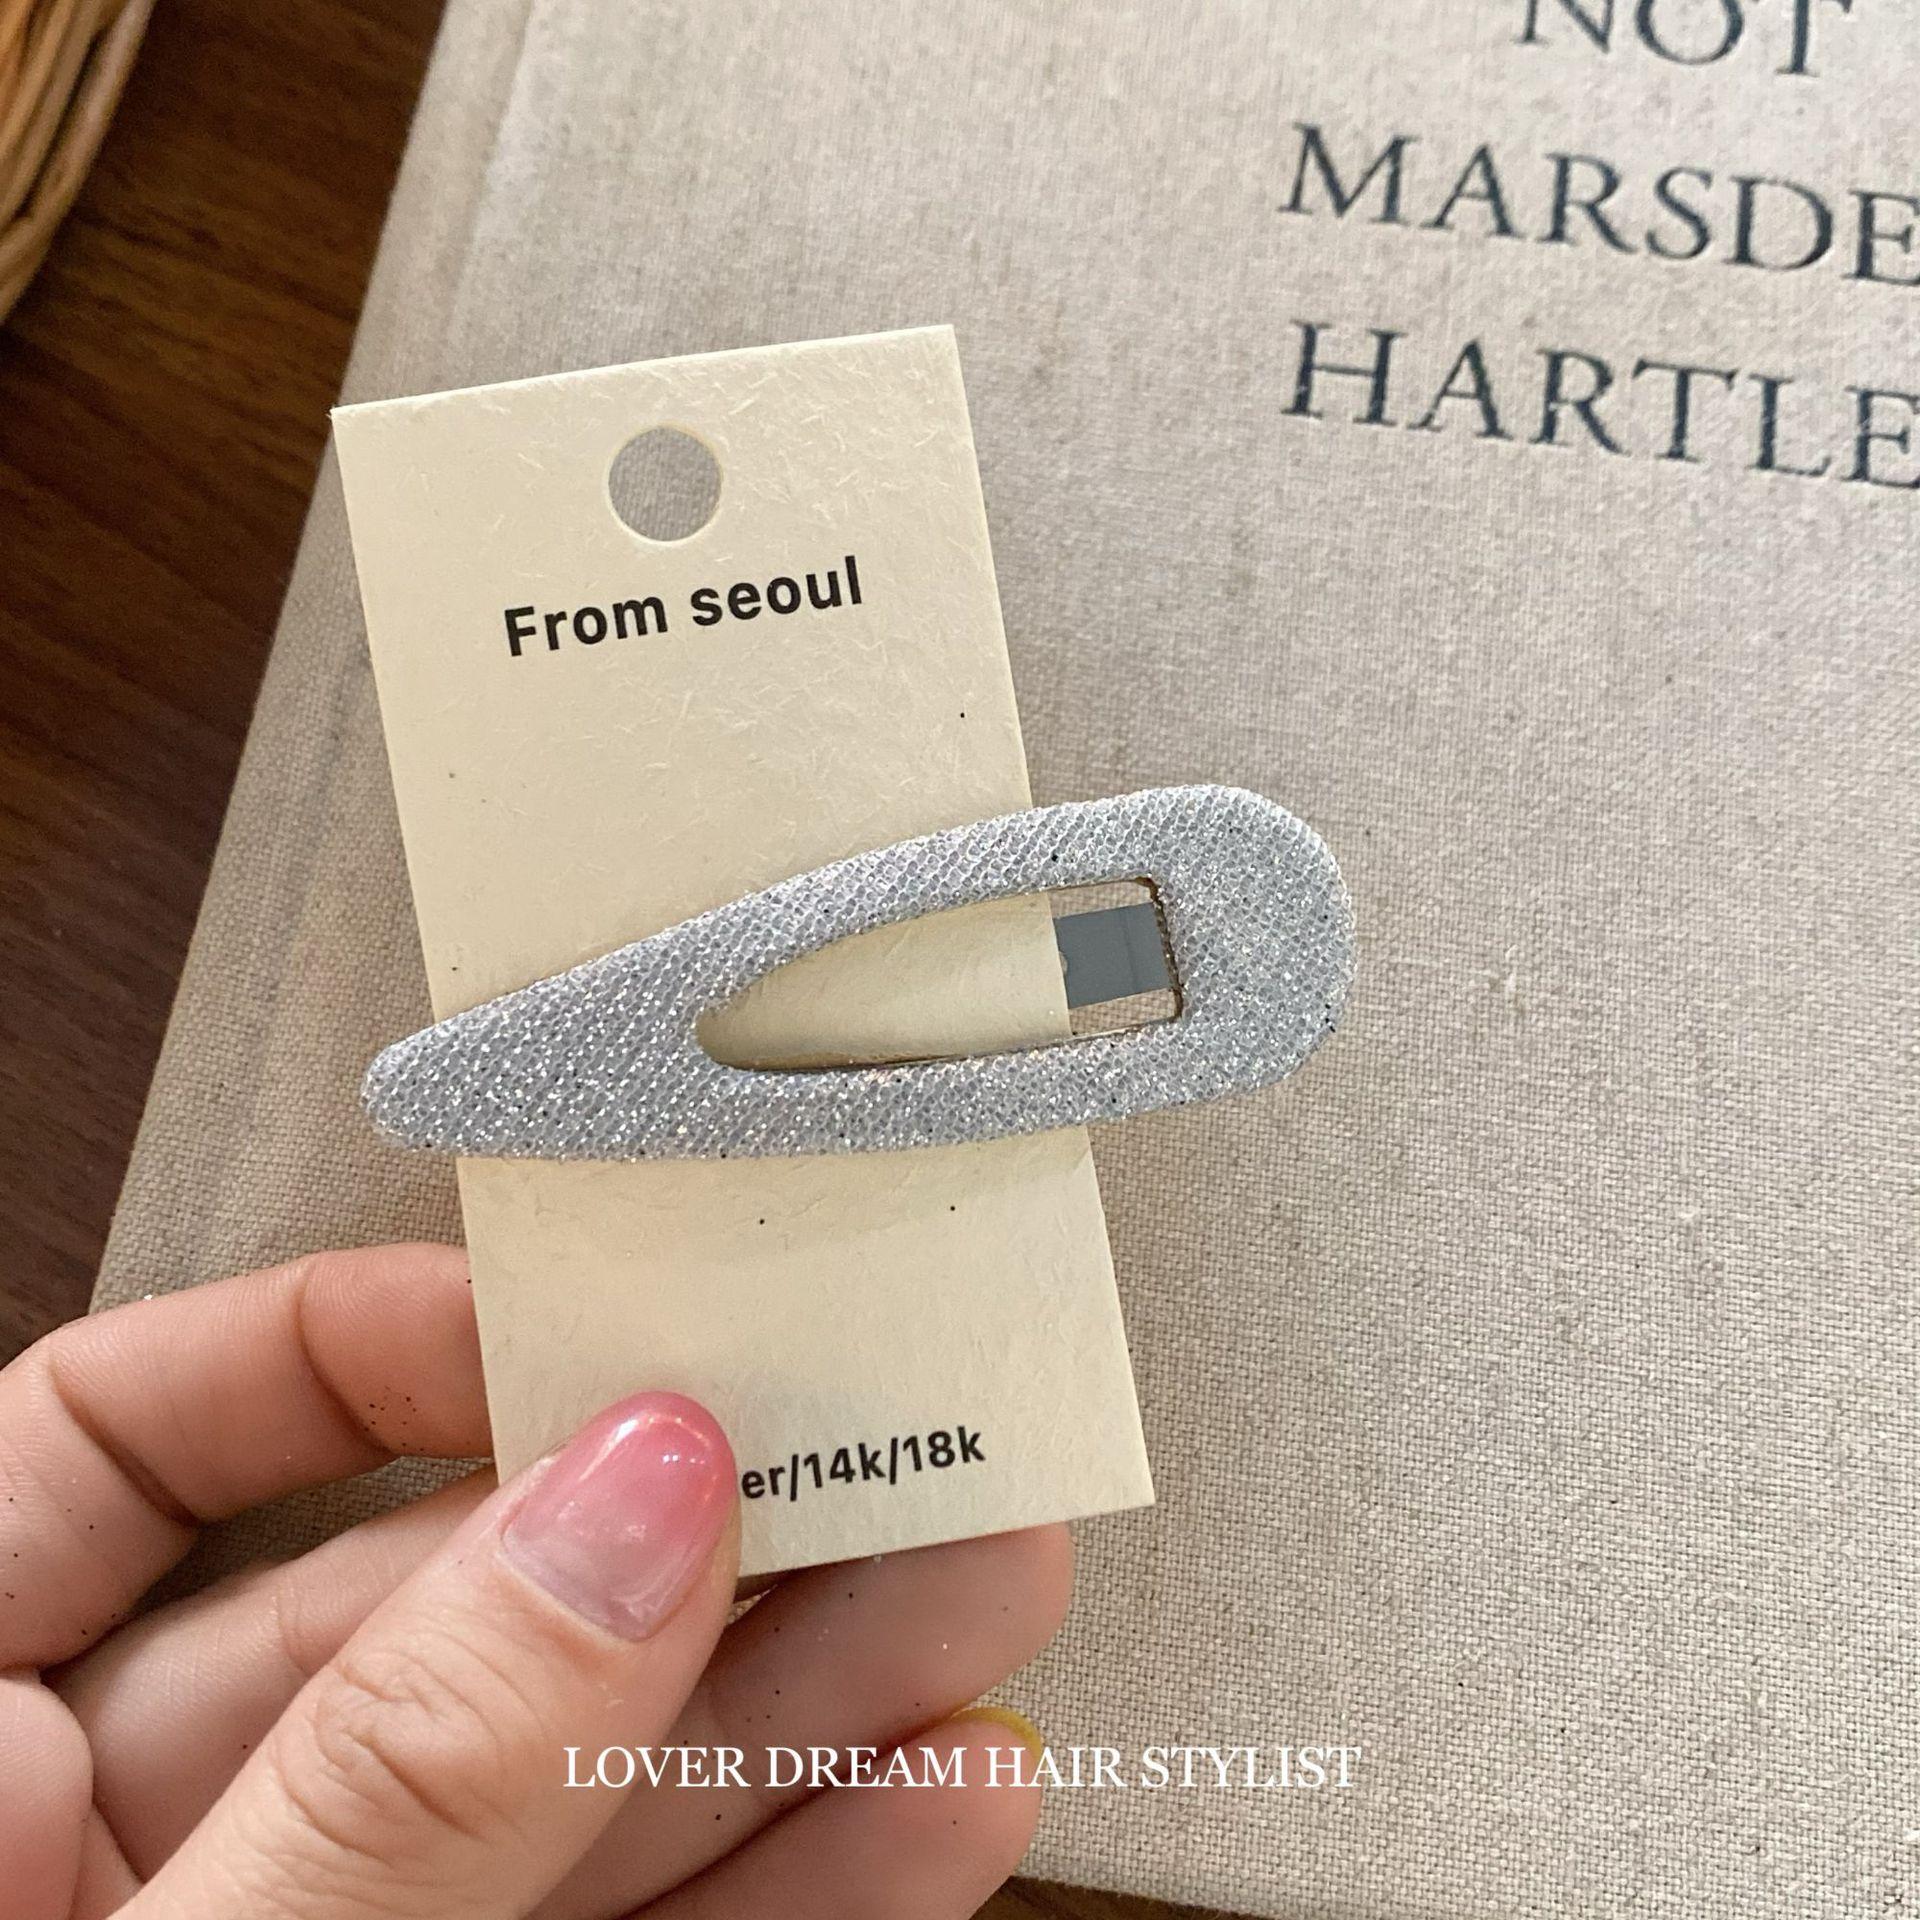 NOT
MARSDE
HARTLE
From seoul
er/14k/18k
LOVER DREAM HAIR STYLIST